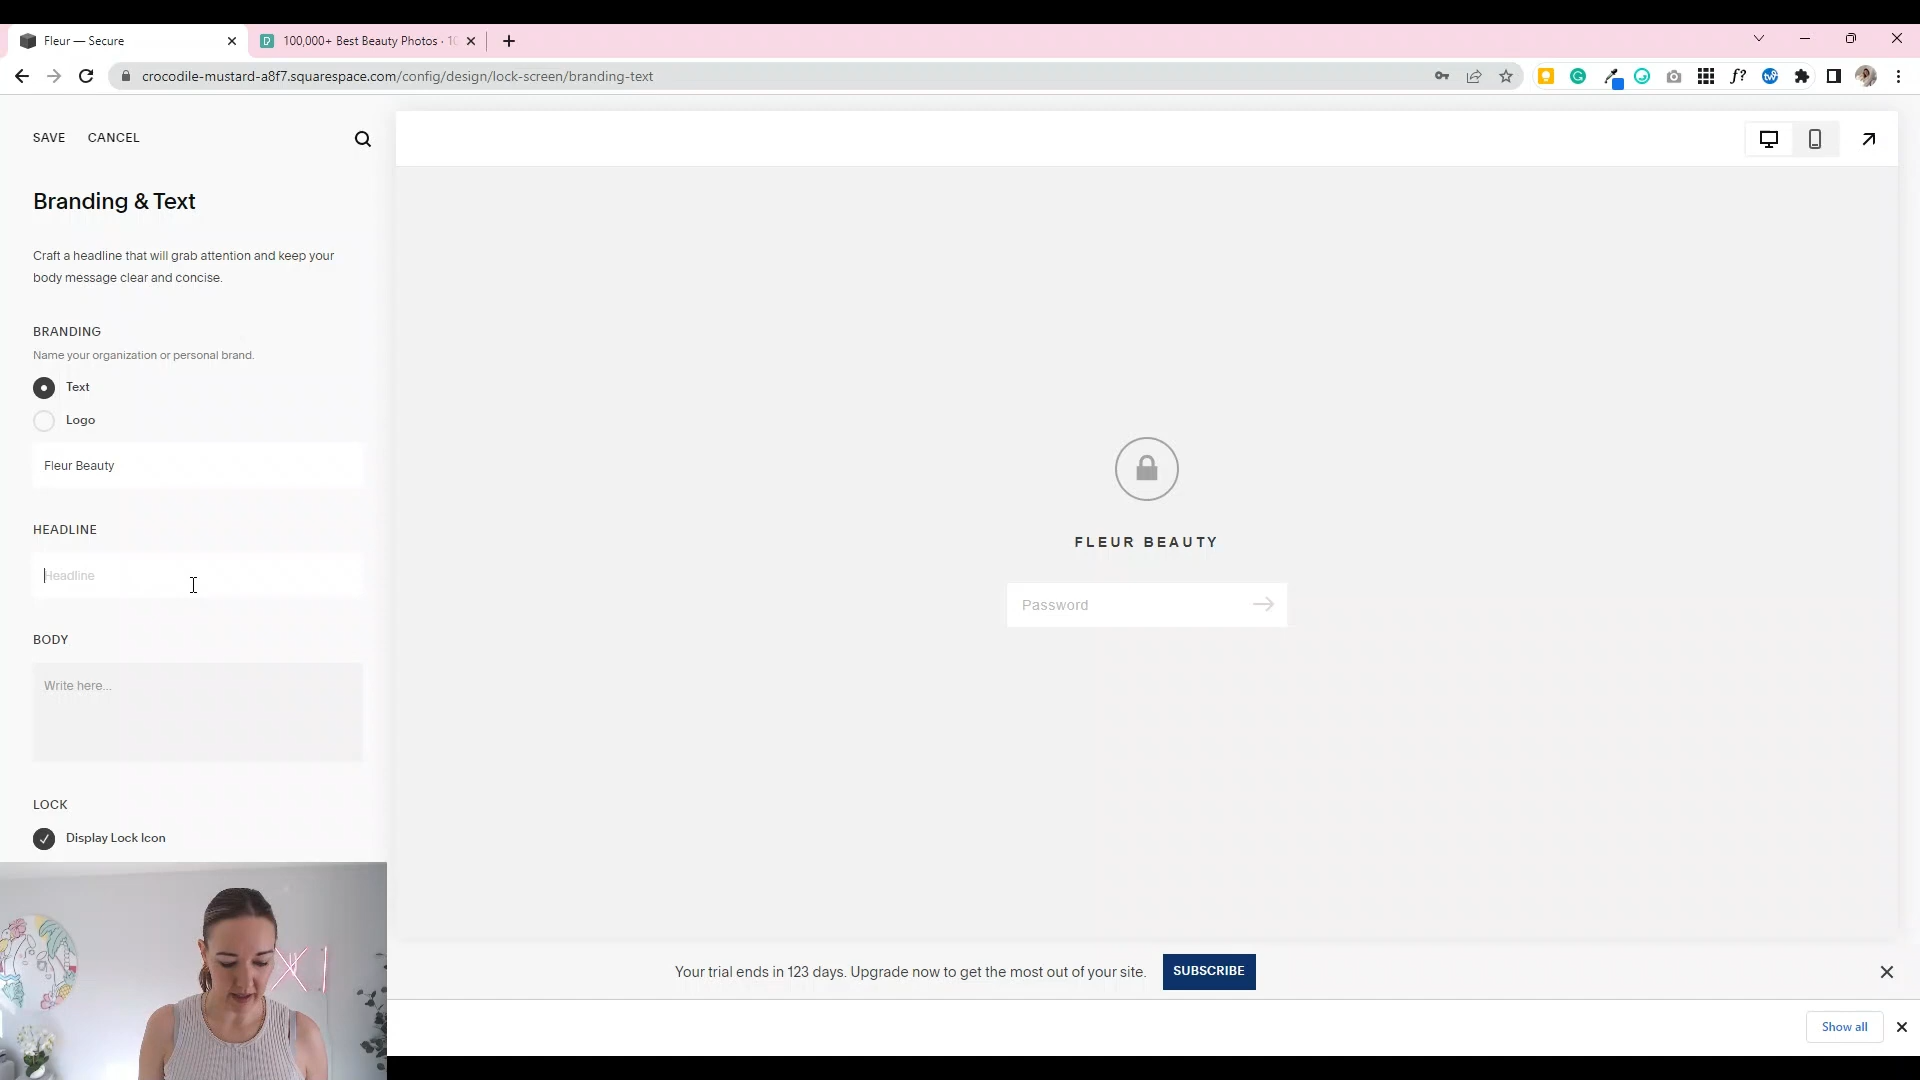 Fleur — Secure
100,000+ Best Beauty Photos · 10
crocodile-mustard-a8f7.squarespace.com/config/design/lock-screen/branding-text
SAVE CANCEL
Branding & Text
Craft a headline that will grab attention and keep your
body message clear and concise.
BRANDING
Name your organization or personal brand.
Text
Logo
Fleur Beauty
HEADLINE
Headline
BODY
Write here...
LOCK
Display Lock Icon
FLEUR BEAUTY
Password
Your trial ends in 123 days. Upgrade now to get the most out of your site.
SUBSCRIBE
Show all